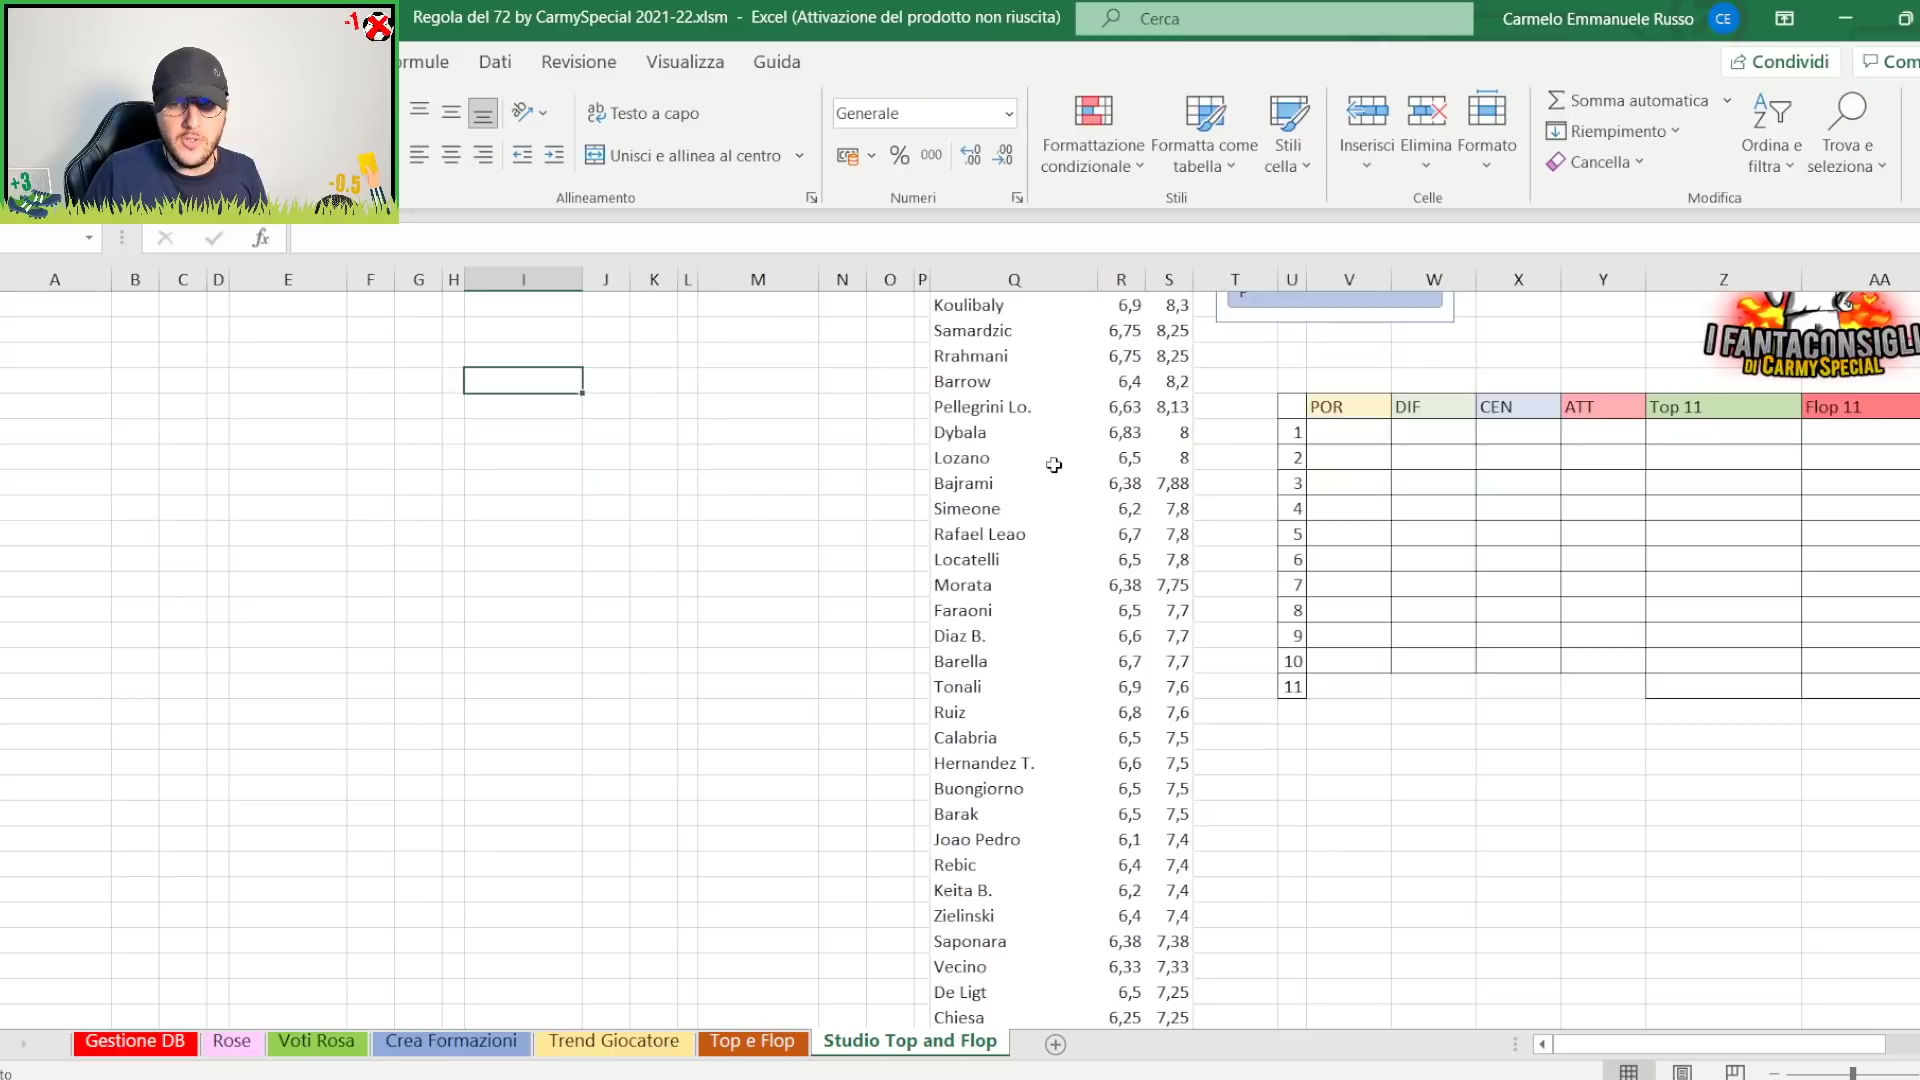 -1
+3
-0.5
Regola del 72 by CarmySpecial 2021-22.xlsm - Excel (Attivazione del prodotto non riuscita)
Cerca
Carmelo Emmanuele Russo
CE
Dati
Revisione
Visualizza
Guida
Condividi
Testo a capo
Unisci e allinea al centro
Allineamento
Generale
% 000
Numeri
Formattazione condizionale
Formatta come tabella
Stili cella
Stili
Inserisci
Elimina
Formato
Celle
Somma automatica
Riempimento
Cancella
Ordina e filtra
Trova e seleziona
Modifica
fx
A B C D E F G H I J K L M N O P Q R S T U V W X Y Z AA
Koulibaly 6,9 8,3
Samardzic 6,75 8,25
Rrahmani 6,75 8,25
Barrow 6,4 8,2
Pellegrini Lo. 6,63 8,13
Dybala 6,83 8
Lozano 6,5 8
Bajrami 6,38 7,88
Simeone 6,2 7,8
Rafael Leao 6,7 7,8
Locatelli 6,5 7,8
Morata 6,38 7,75
Faraoni 6,5 7,7
Diaz B. 6,6 7,7
Barella 6,7 7,7
Tonali 6,9 7,6
Ruiz 6,8 7,6
Calabria 6,5 7,5
Hernandez T. 6,6 7,5
Buongiorno 6,5 7,5
Barak 6,5 7,5
Joao Pedro 6,1 7,4
Rebic 6,4 7,4
Keita B. 6,2 7,4
Zielinski 6,4 7,4
Saponara 6,38 7,38
Vecino 6,33 7,33
De Ligt 6,5 7,25
Chiesa 6,25 7,25
I FANTACONSIGLI
DI CARMYSPECIAL
POR DIF CEN ATT Top 11 Flop 11
1
2
3
4
5
6
7
8
9
10
11
Gestione DB
Rose
Voti Rosa
Crea Formazioni
Trend Giocatore
Top e Flop
Studio Top and Flop